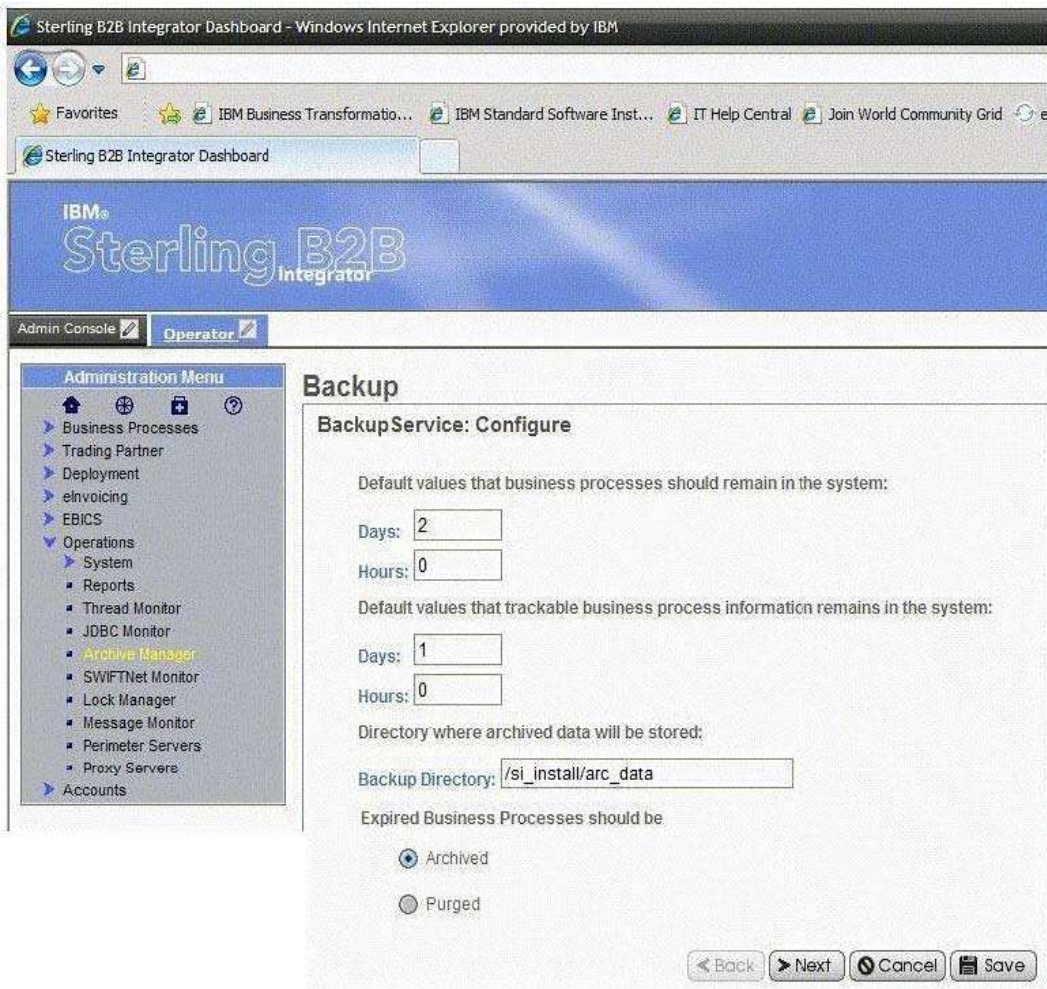 Sterling B2B Integrator Dashboard - Windows Internet Explorer provided by IBM
Favorites IBM Business Transformatio... IBM Standard Software Inst... IT Help Central Join World Community Grid e
Sterling B2B Integrator Dashboard
IBM®
Sterling B2B
Integrator
Admin Console Operator
Administration Menu
Business Processes
Trading Partner
Deployment
eInvoicing
EBICS
Operations
System
Reports
Thread Monitor
JDBC Monitor
Archive Manager
SWIFTNet Monitor
Lock Manager
Message Monitor
Perimeter Servers
Proxy Servers
Accounts
Backup
BackupService: Configure
Default values that business processes should remain in the system:
Days: 2
Hours: 0
Default values that trackable business process information remains in the system:
Days: 1
Hours: 0
Directory where archived data will be stored:
Backup Directory: /si_install/arc_data
Expired Business Processes should be
Archived
Purged
Back Next Cancel Save